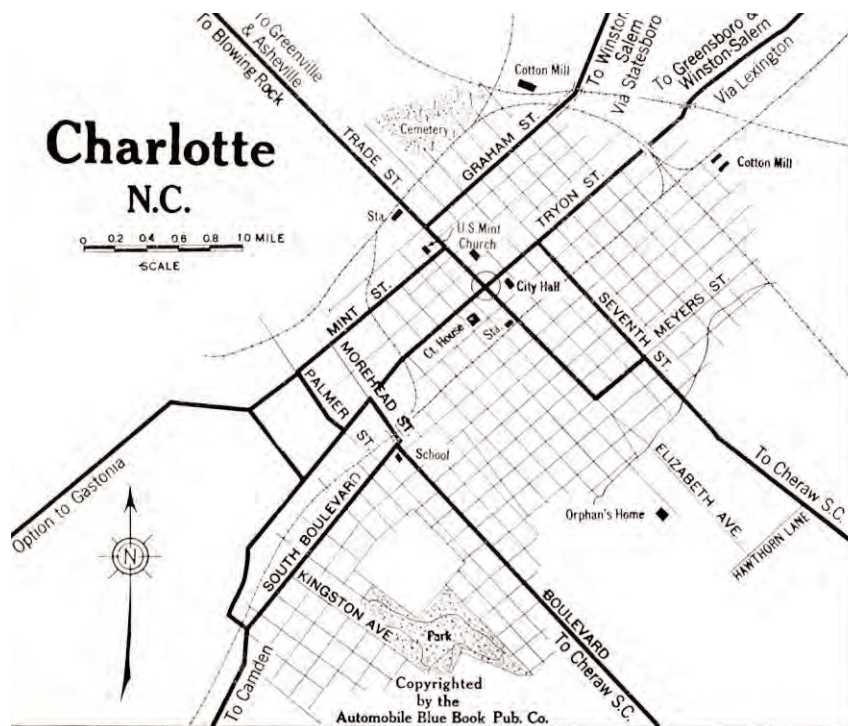 To Greenville
& Asheville
To Blowing Rock
Cotton Mill
To Winston-
Salem
Via Statesboro
To Greensboro &
Winston-Salern
Via Lexington
Cemetery
Charlotte
N.C.
TRADE ST.
GRAHAM ST.
TRYON ST.
Cotton Mill
Sta.
U.S. Mint
Church
0 0.2 0.4 0.6 0.8 1.0 MILE
SCALE
City Hall
MINT ST.
Ct. House
Sta.
SEVENTH ST.
MEYERS ST.
MOREHEAD ST.
PALMER ST.
School
ELIZABETH AVE
To Cheraw S.C.
Option to Gastonia
Orphan's Home
HAWTHORN LANE
N
SOUTH BOULEVARD
KINGSTON AVE
Park
BOULEVARD
To Cheraw S.C.
To Camden
Copyrighted
by the
Automobile Blue Book Pub. Co.